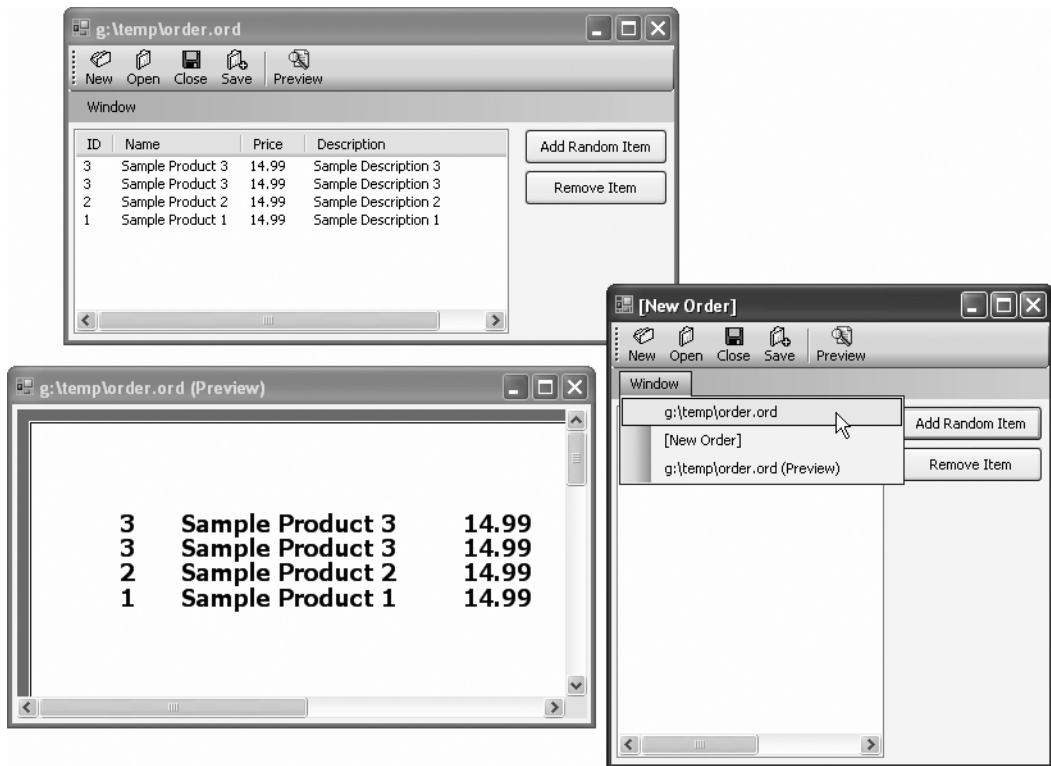 g:\temp\order.ord
New Open Close Save Preview
Window
ID Name Price Description
3 Sample Product 3 14.99 Sample Description 3
3 Sample Product 3 14.99 Sample Description 3
2 Sample Product 2 14.99 Sample Description 2
1 Sample Product 1 14.99 Sample Description 1
Add Random Item
Remove Item
g:\temp\order.ord (Preview)
3 Sample Product 3 14.99
3 Sample Product 3 14.99
2 Sample Product 2 14.99
1 Sample Product 1 14.99
[New Order]
New Open Close Save Preview
Window
g:\temp\order.ord
[New Order]
g:\temp\order.ord (Preview)
Add Random Item
Remove Item